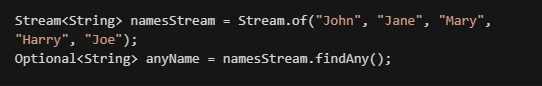 Stream<String> namesStream = Stream.of("John", "Jane", "Mary",
"Harry", "Joe");
Optional<String> anyName = namesStream.findAny();